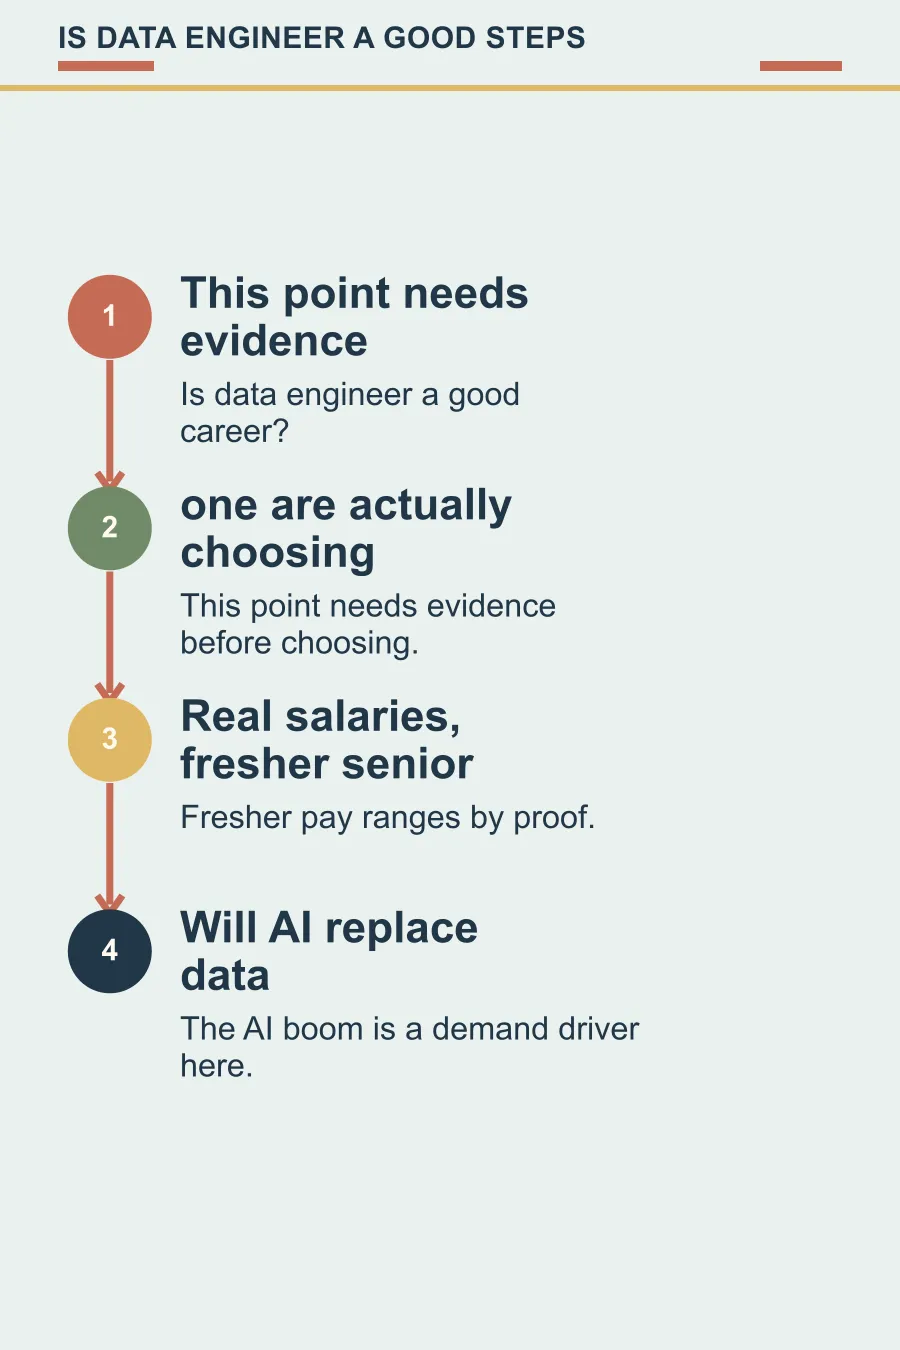 IS DATA ENGINEER A GOOD STEPS
1
This point needs
evidence
Is data engineer a good
career?
2
one are actually
choosing
This point needs evidence
before choosing.
3
Real salaries,
fresher senior
Fresher pay ranges by proof.
4
Will AI replace
data
The AI boom is a demand driver
here.